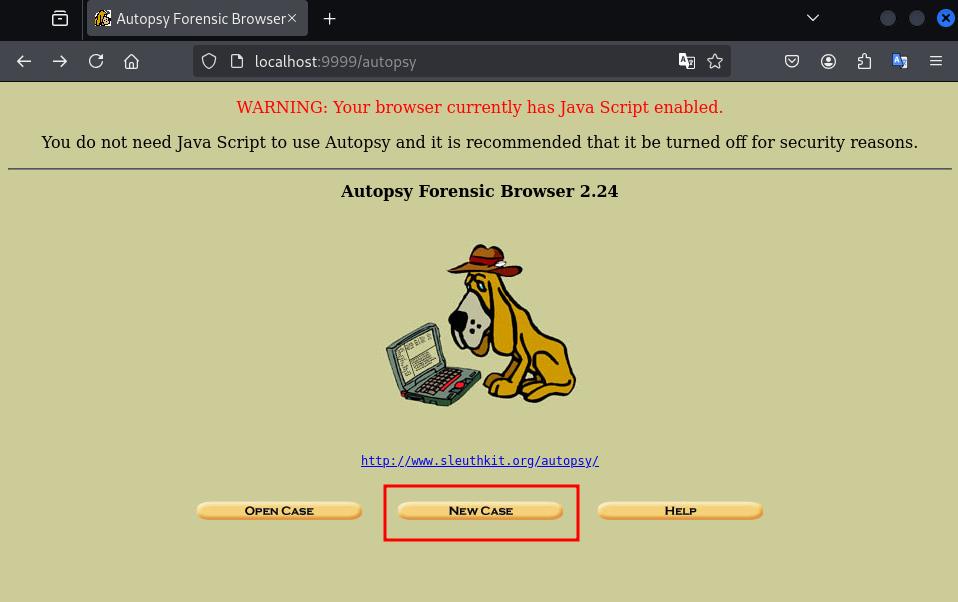 Autopsy Forensic Browser
localhost:9999/autopsy
WARNING: Your browser currently has Java Script enabled.
You do not need Java Script to use Autopsy and it is recommended that it be turned off for security reasons.
Autopsy Forensic Browser 2.24
http://www.sleuthkit.org/autopsy/
OPEN CASE NEW CASE HELP